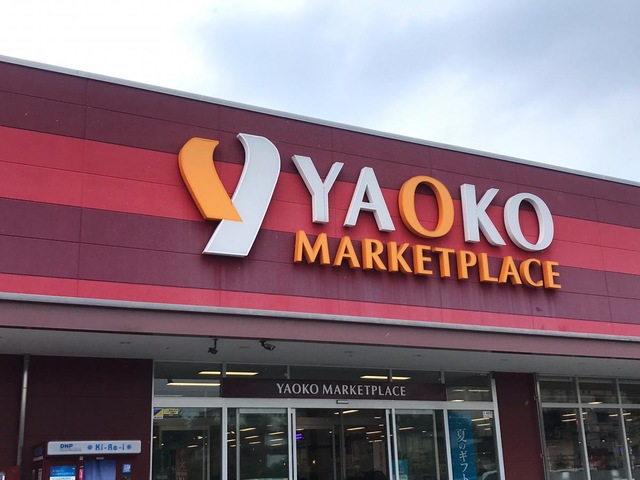 YAOKO
MARKETPLACE
YAOKO MARKETPLACE
DNP
Ki-Re-i
夏のギフト